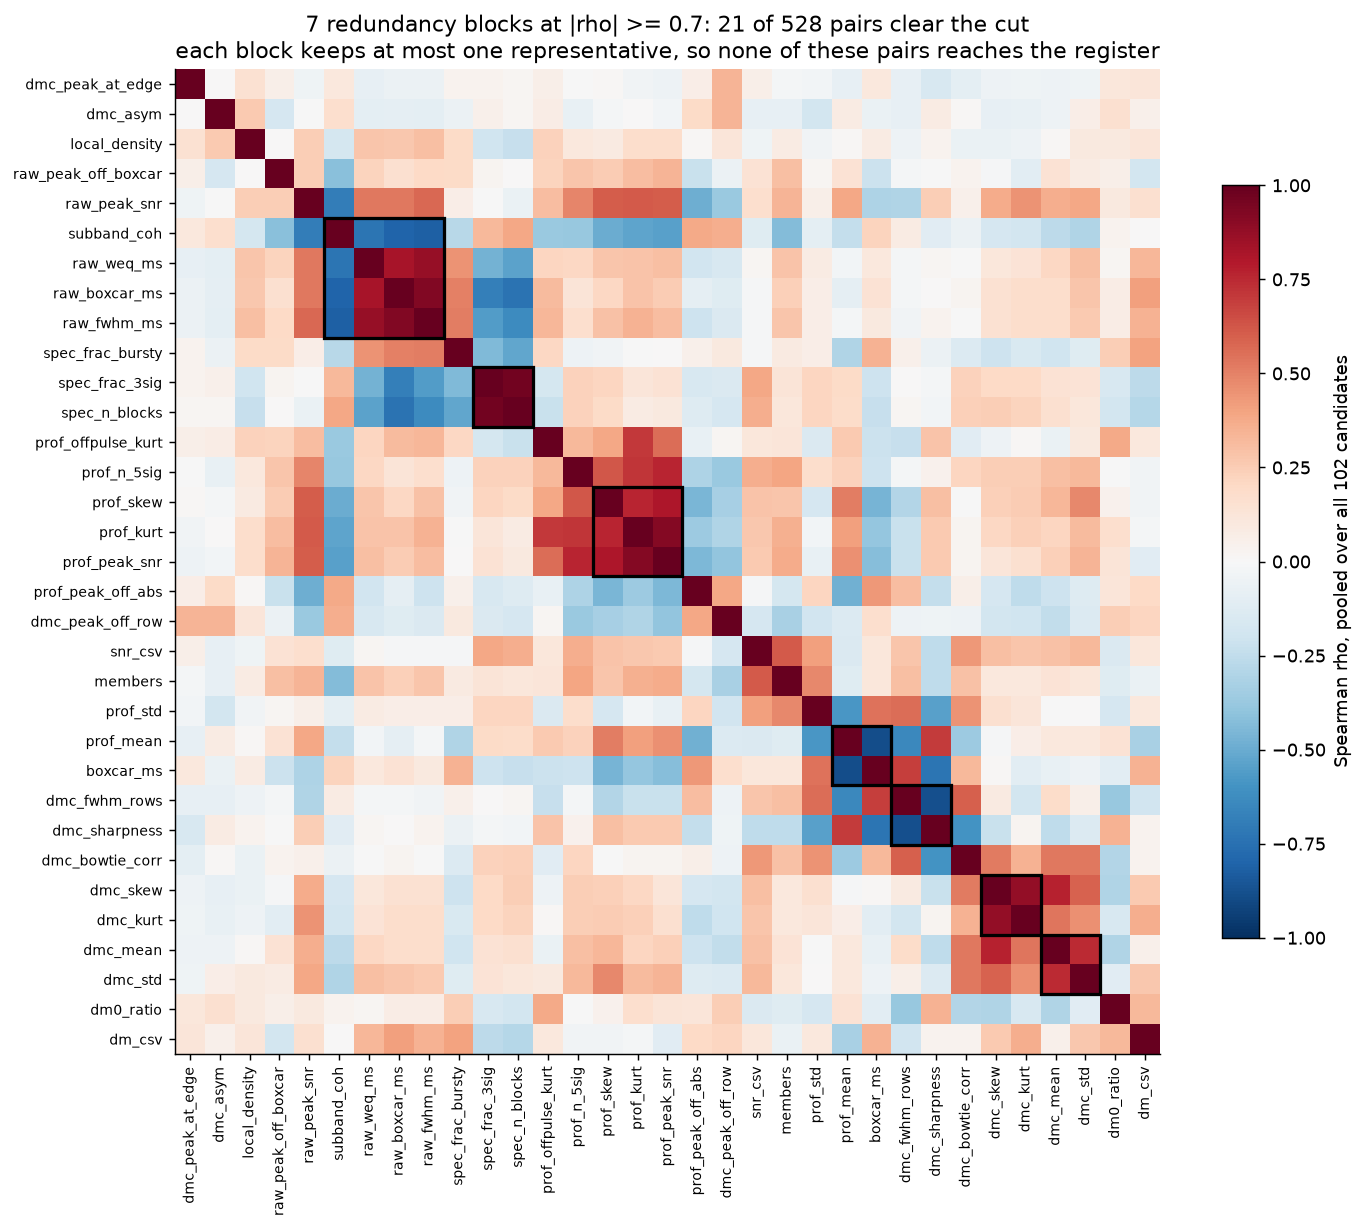 7 redundancy blocks at |rho| >= 0.7: 21 of 528 pairs clear the cut
each block keeps at most one representative, so none of these pairs reaches the register
dmc_peak_at_edge
dmc_asym
local_density
raw_peak_off_boxcar
raw_peak_snr
subband_coh
raw_weq_ms
raw_boxcar_ms
raw_fwhm_ms
spec_frac_bursty
spec_frac_3sig
spec_n_blocks
prof_offpulse_kurt
prof_n_5sig
prof_skew
prof_kurt
prof_peak_snr
prof_peak_off_abs
dmc_peak_off_row
snr_csv
members
prof_std
prof_mean
boxcar_ms
dmc_fwhm_rows
dmc_sharpness
dmc_bowtie_corr
dmc_skew
dmc_kurt
dmc_mean
dmc_std
dm0_ratio
dm_csv
dmc_peak_at_edge
dmc_asym
local_density
raw_peak_off_boxcar
raw_peak_snr
subband_coh
raw_weq_ms
raw_boxcar_ms
raw_fwhm_ms
spec_frac_bursty
spec_frac_3sig
spec_n_blocks
prof_offpulse_kurt
prof_n_5sig
prof_skew
prof_kurt
prof_peak_snr
prof_peak_off_abs
dmc_peak_off_row
snr_csv
members
prof_std
prof_mean
boxcar_ms
dmc_fwhm_rows
dmc_sharpness
dmc_bowtie_corr
dmc_skew
dmc_kurt
dmc_mean
dmc_std
dm0_ratio
dm_csv
1.00
0.75
0.50
0.25
0.00
−0.25
−0.50
−0.75
−1.00
Spearman rho, pooled over all 102 candidates